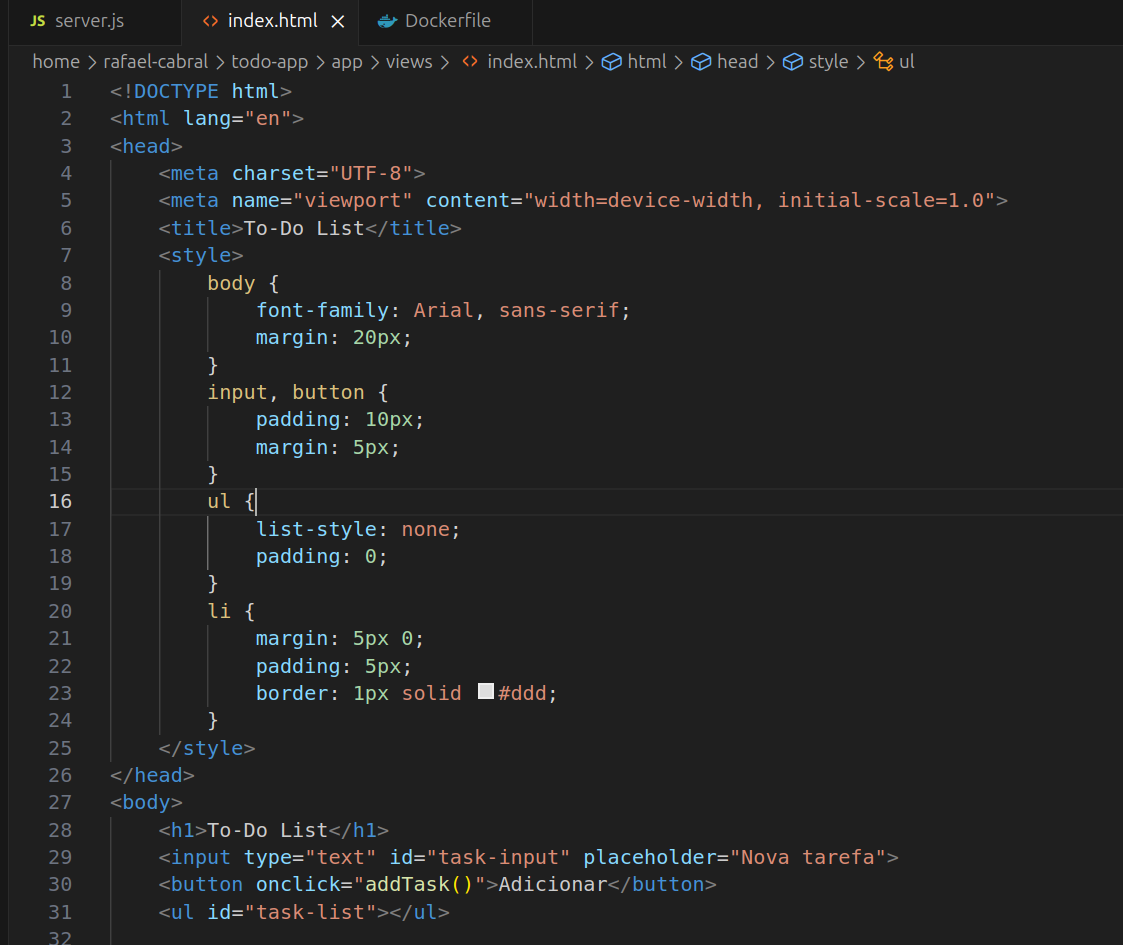 JS server.js <> index.html × Dockerfile
home > rafael-cabral > todo-app > app > views > <> index.html > html > head > style > ul
1 <!DOCTYPE html>
2 <html lang="en">
3 <head>
4     <meta charset="UTF-8">
5     <meta name="viewport" content="width=device-width, initial-scale=1.0">
6     <title>To-Do List</title>
7     <style>
8         body {
9             font-family: Arial, sans-serif;
10             margin: 20px;
11         }
12         input, button {
13             padding: 10px;
14             margin: 5px;
15         }
16         ul {
17             list-style: none;
18             padding: 0;
19         }
20         li {
21             margin: 5px 0;
22             padding: 5px;
23             border: 1px solid #ddd;
24         }
25     </style>
26 </head>
27 <body>
28     <h1>To-Do List</h1>
29     <input type="text" id="task-input" placeholder="Nova tarefa">
30     <button onclick="addTask()">Adicionar</button>
31     <ul id="task-list"></ul>
32